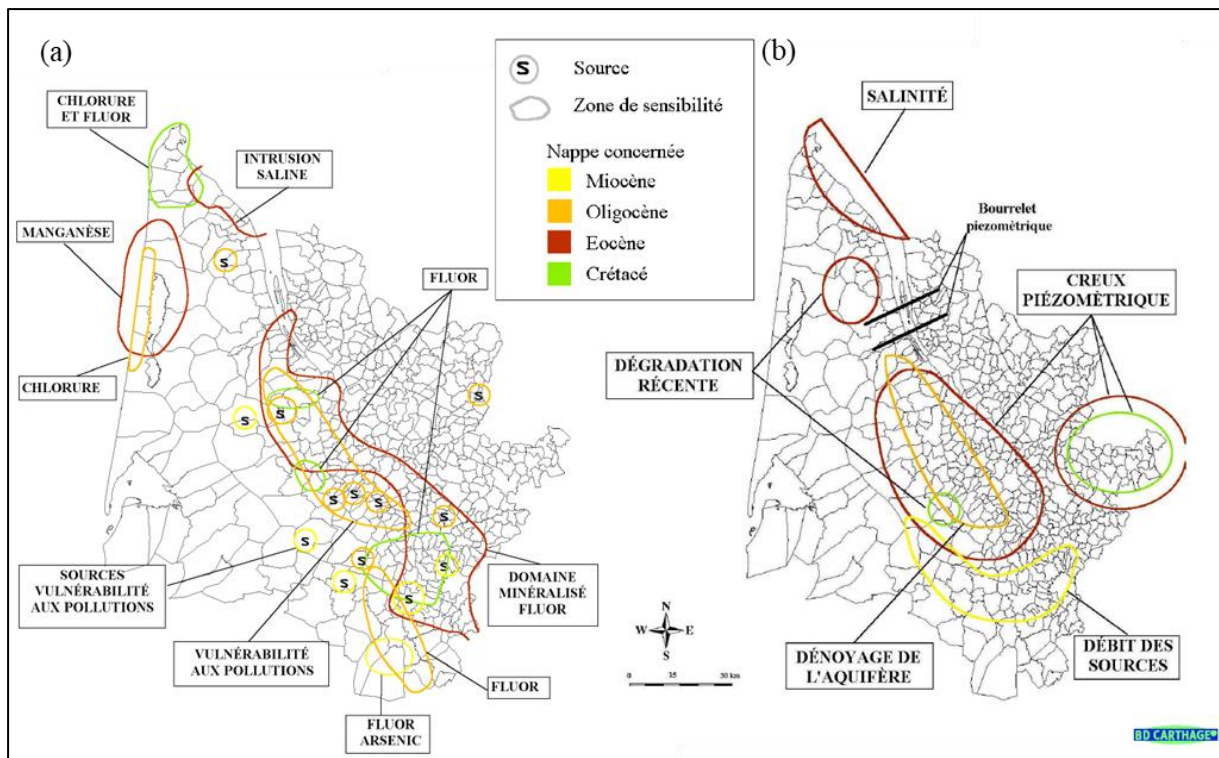 (a)
CHLORURE
ET FLUOR
INTRUSION
SALINE
MANGANÈSE
S
FLUOR
CHLORURE
S
S
S
S
S
S
S
S
S
S
S
S
SOURCES
VULNÉRABILITÉ
AUX POLLUTIONS
DOMAINE
MINÉRALISÉ
FLUOR
VULNÉRABILITÉ
AUX POLLUTIONS
FLUOR
FLUOR
ARSENIC
S
Source
Zone de sensibilité
Nappe concernée
Miocène
Oligocène
Eocène
Crétacé
N
W
E
S
0 15 30 km
(b)
SALINITÉ
Bourrelet
piezomètrique
CREUX
PIÉZOMÈTRIQUE
DÉGRADATION
RÉCENTE
DÉNOYAGE DE
L'AQUIFÈRE
DÉBIT DES
SOURCES
BD CARTHAGE